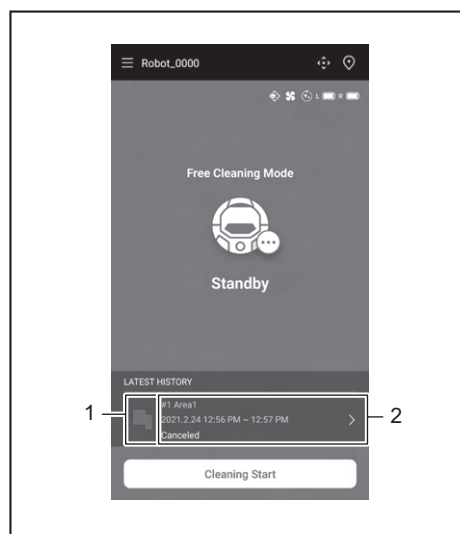 Robot_0000
L R
Free Cleaning Mode
Standby
LATEST HISTORY
#1 Area1
1 2021.2.24 12:56 PM ~ 12:57 PM 2
Canceled
Cleaning Start